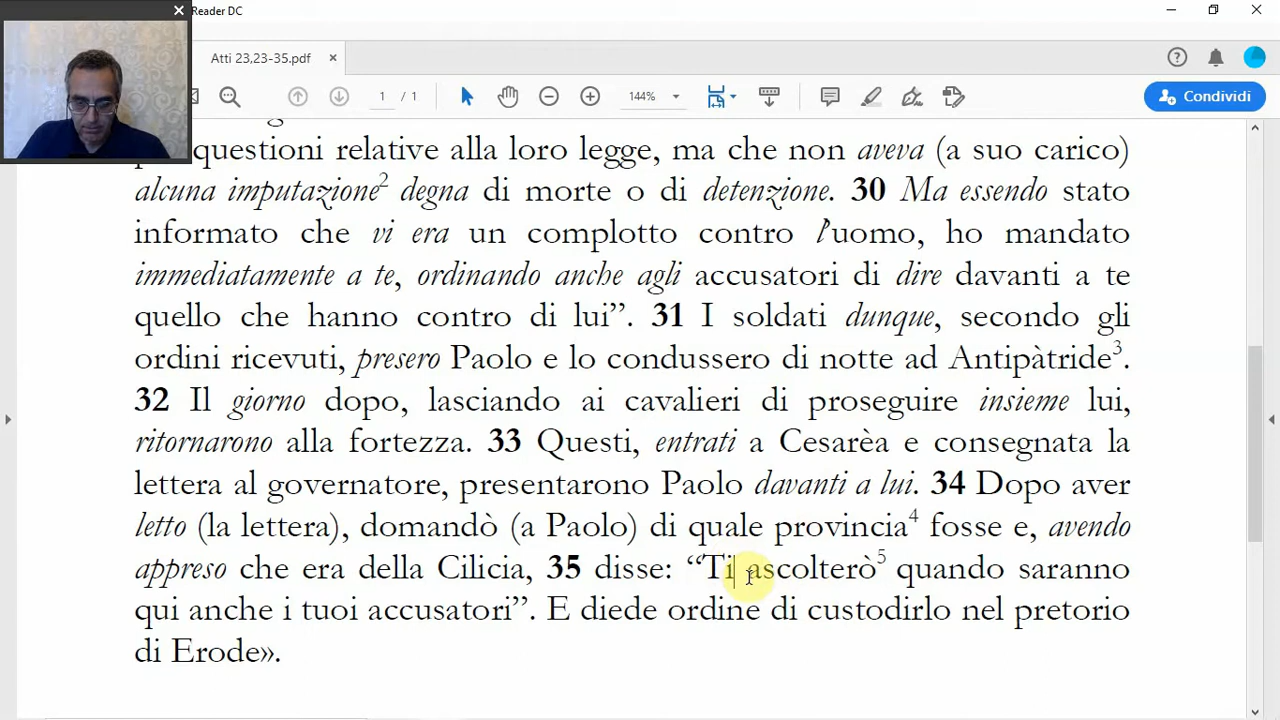 Reader DC
Atti 23,23-35.pdf
1 / 1
144%
Condividi
questioni relative alla loro legge, ma che non aveva (a suo carico)
alcuna imputazione2 degna di morte o di detenzione. 30 Ma essendo stato
informato che vi era un complotto contro l'uomo, ho mandato
immediatamente a te, ordinando anche agli accusatori di dire davanti a te
quello che hanno contro di lui”. 31 I soldati dunque, secondo gli
ordini ricevuti, presero Paolo e lo condussero di notte ad Antipàtride3.
32 Il giorno dopo, lasciando ai cavalieri di proseguire insieme lui,
ritornarono alla fortezza. 33 Questi, entrati a Cesarèa e consegnata la
lettera al governatore, presentarono Paolo davanti a lui. 34 Dopo aver
letto (la lettera), domandò (a Paolo) di quale provincia4 fosse e, avendo
appreso che era della Cilicia, 35 disse: “Ti ascolterò5 quando saranno
qui anche i tuoi accusatori”. E diede ordine di custodirlo nel pretorio
di Erode».